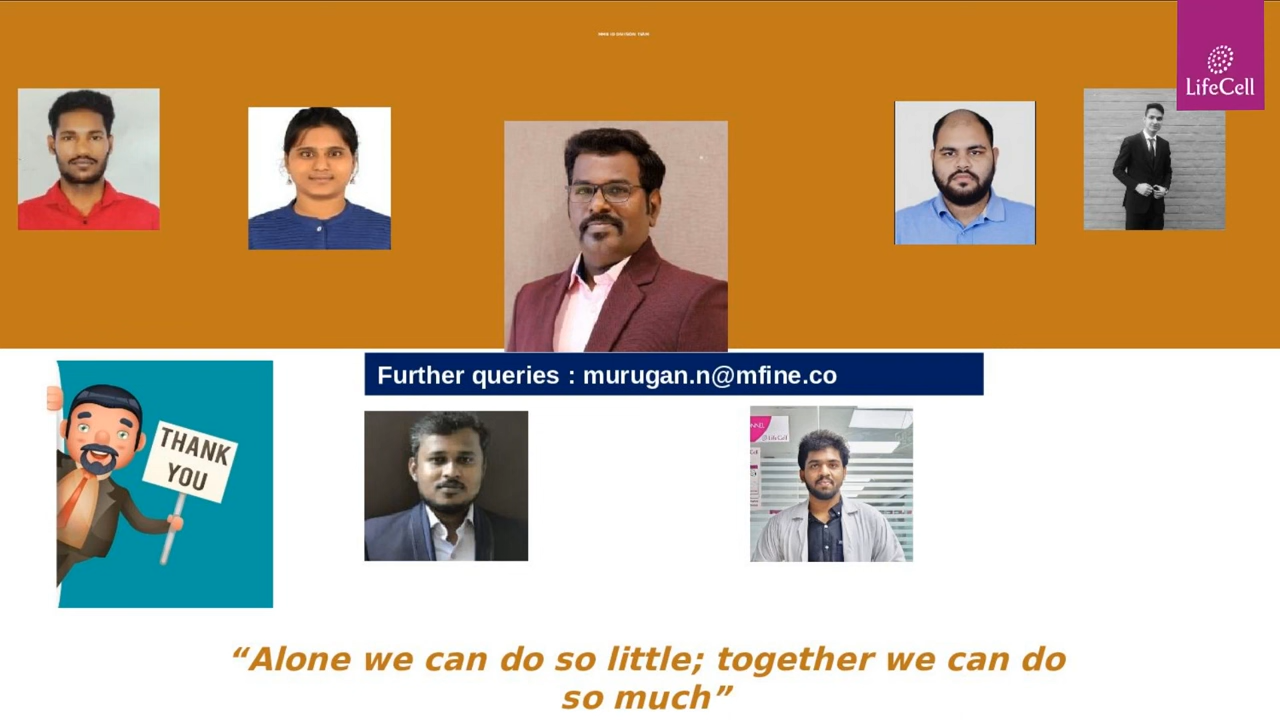 LifeCell
Further queries : murugan.n@mfine.co
THANK
YOU
LifeCell
“Alone we can do so little; together we can do
so much”